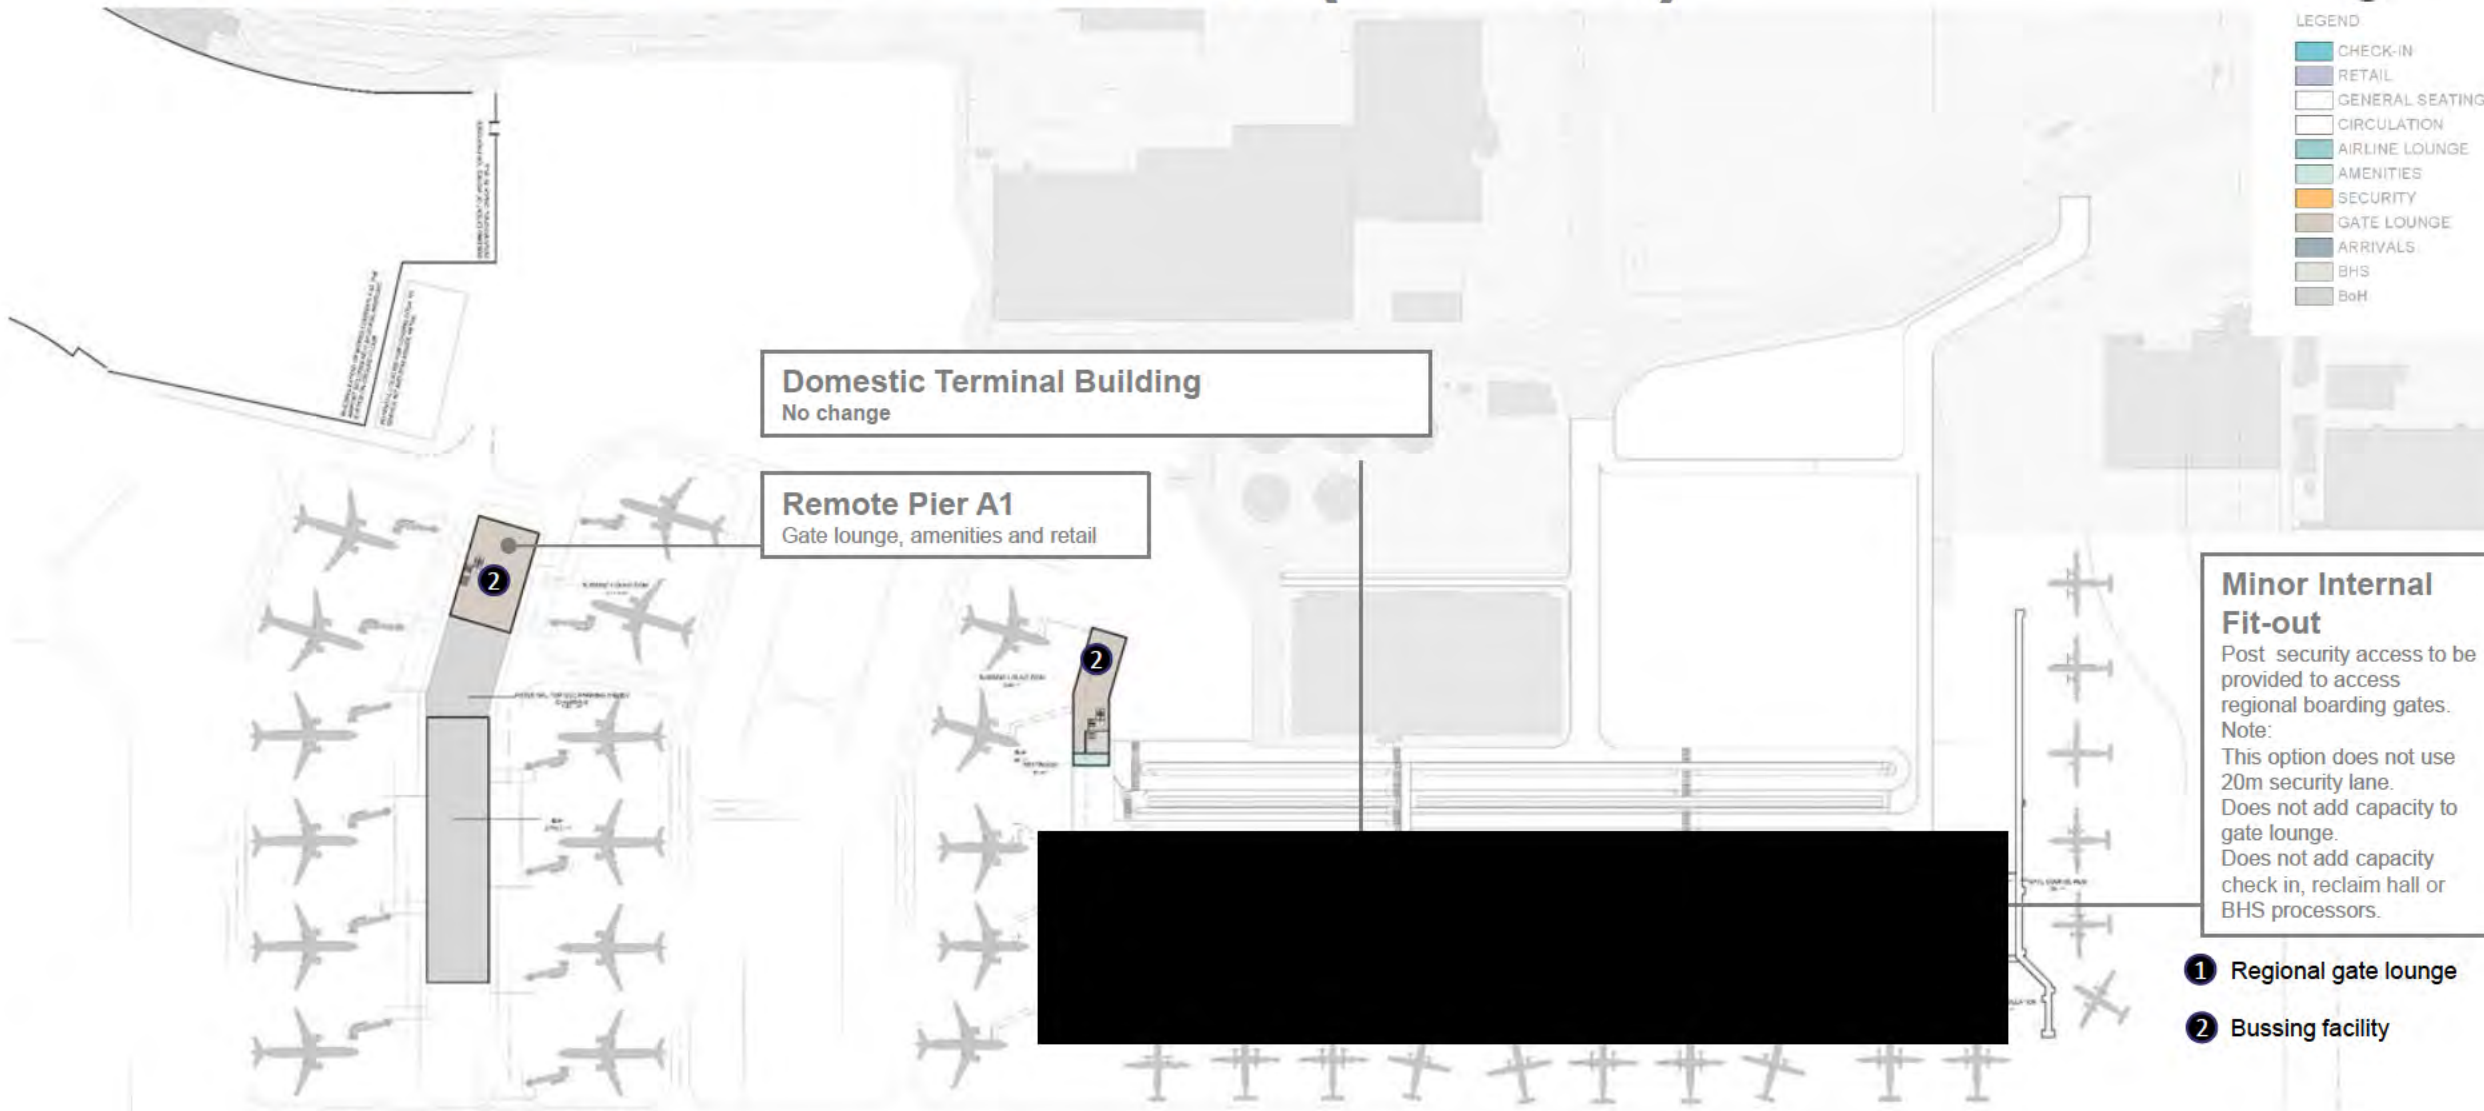 LEGEND
CHECK-IN
RETAIL
GENERAL SEATING
CIRCULATION
AIRLINE LOUNGE
AMENITIES
SECURITY
GATE LOUNGE
ARRIVALS
BHS
BoH
Domestic Terminal Building
No change
Remote Pier A1
Gate lounge, amenities and retail
2
2
Minor Internal
Fit-out
Post security access to be
provided to access
regional boarding gates.
Note:
This option does not use
20m security lane.
Does not add capacity to
gate lounge.
Does not add capacity
check in, reclaim hall or
BHS processors.
1 Regional gate lounge
2 Bussing facility